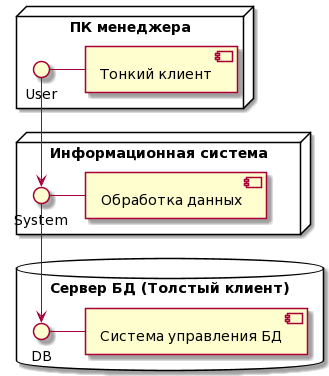 ПК менеджера
Тонкий клиент
User
Информационная система
Обработка данных
System
Сервер БД (Толстый клиент)
Система управления БД
DB